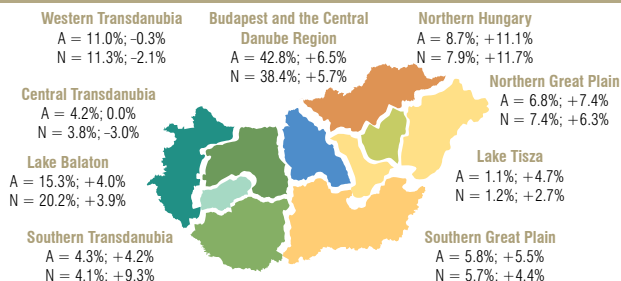 Western Transdanubia
A = 11.0%; -0.3%
N = 11.3%; -2.1%
Budapest and the Central
Danube Region
A = 42.8%; +6.5%
N = 38.4%; +5.7%
Northern Hungary
A = 8.7%; +11.1%
N = 7.9%; +11.7%
Northern Great Plain
A = 6.8%; +7.4%
N = 7.4%; +6.3%
Central Transdanubia
A = 4.2%; 0.0%
N = 3.8%; -3.0%
Lake Balaton
A = 15.3%; +4.0%
N = 20.2%; +3.9%
Lake Tisza
A = 1.1%; +4.7%
N = 1.2%; +2.7%
Southern Transdanubia
A = 4.3%; +4.2%
N = 4.1%; +9.3%
Southern Great Plain
A = 5.8%; +5.5%
N = 5.7%; +4.4%